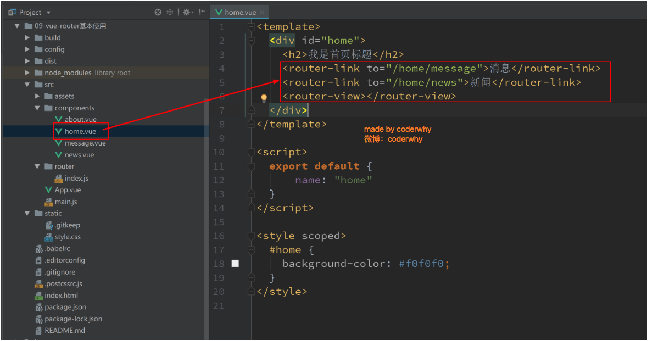 Project
home.vue
09-vue-router基本使用
build
config
dist
node_modules library root
src
assets
components
about.vue
home.vue
message.vue
news.vue
router
index.js
App.vue
main.js
static
.gitkeep
style.css
.babelrc
.editorconfig
.gitignore
.postcssrc.js
index.html
package.json
package-lock.json
README.md
1 <template>
2 <div id="home">
3 <h2>我是首页标题</h2>
4 <router-link to="/home/message">消息</router-link>
5 <router-link to="/home/news">新闻</router-link>
6 <router-view></router-view>
7 </div>
8 </template>
9
10 <script>
11 export default {
12 name: "home"
13 }
14 </script>
15
16 <style scoped>
17 #home {
18 background-color: #f0f0f0;
19 }
20 </style>
21
made by coderwhy
微博: coderwhy